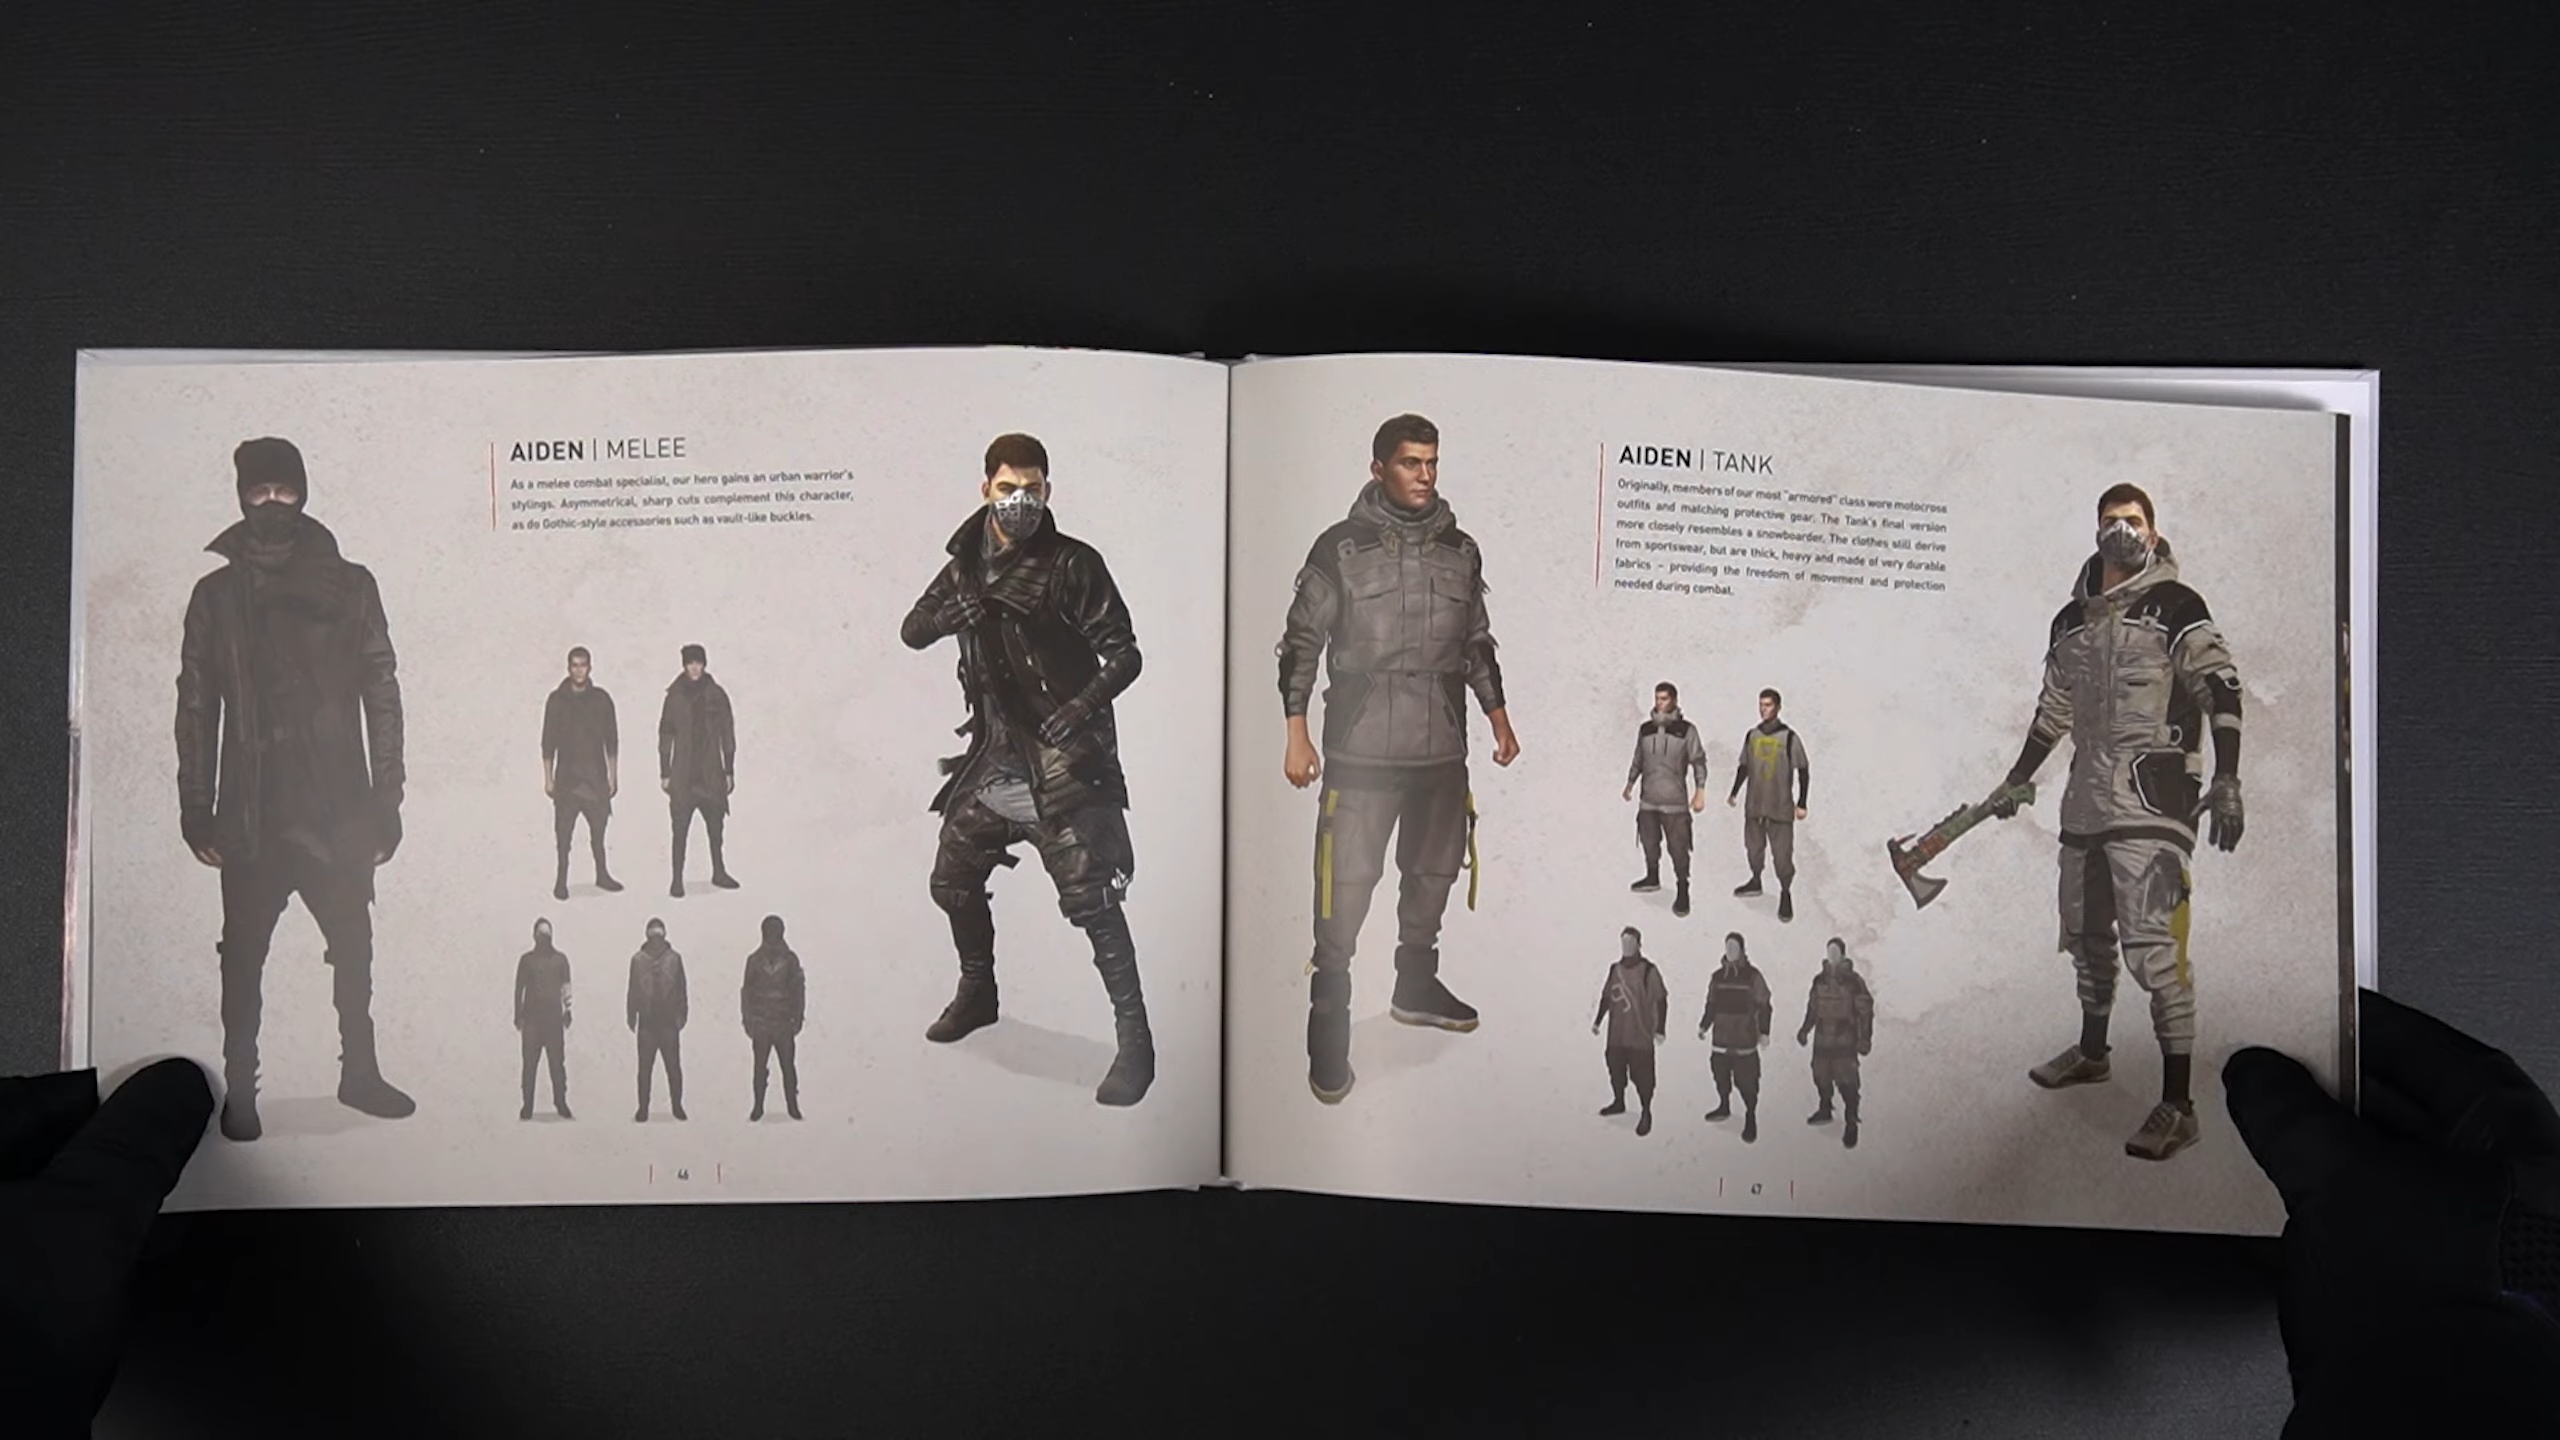 AIDEN | MELEE
As a melee combat specialist, our hero gains an urban warrior's
stylings. Asymmetrical, sharp cuts complement this character,
as do Gothic-style accessories such as vault-like buckles.
46
AIDEN | TANK
Originally, members of our most "armored" class wore motocross
outfits and matching protective gear. The Tank's final version
more closely resembles a snowboarder. The clothes still derive
from sportswear, but are thick, heavy and made of very durable
fabrics – providing the freedom of movement and protection
needed during combat.
47